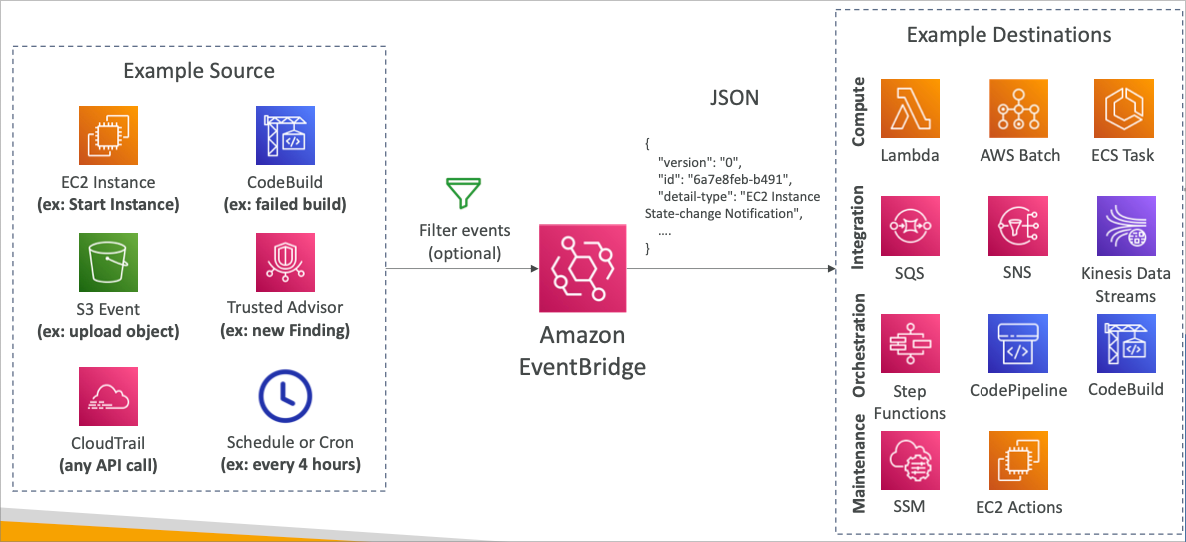 Example Source
EC2 Instance
(ex: Start Instance)
CodeBuild
(ex: failed build)
S3 Event
(ex: upload object)
Trusted Advisor
(ex: new Finding)
CloudTrail
(any API call)
Schedule or Cron
(ex: every 4 hours)
Filter events
(optional)
Amazon
EventBridge
JSON
{
"version": "0",
"id": "6a7e8feb-b491",
"detail-type": "EC2 Instance
State-change Notification",
....
}
Example Destinations
Compute
Lambda
AWS Batch
ECS Task
Integration
SQS
SNS
Kinesis Data
Streams
Orchestration
Step
Functions
CodePipeline
CodeBuild
Maintenance
SSM
EC2 Actions